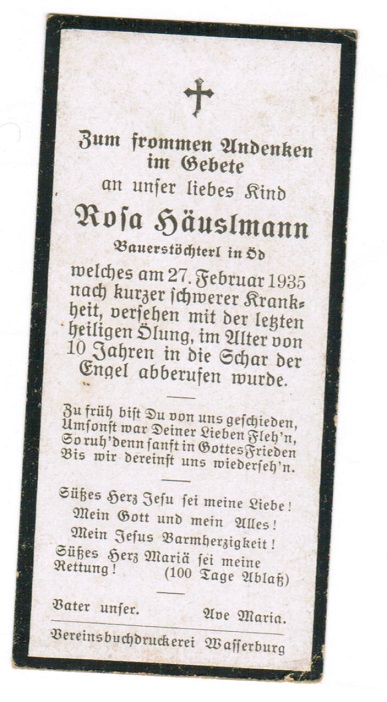 Zum frommen Andenken
im Gebete
an unser liebes Kind
Rosa Häuslmann
Bauerstöchterl in Öd
welches am 27. Februar 1935
nach kurzer schwerer Krank-
heit, versehen mit der letzten
heiligen Ölung, im Alter von
10 Jahren in die Schar der
Engel abberufen wurde.
Zu früh bist Du von uns geschieden,
Umsonst war Deiner Lieben Fleh'n,
So ruh' denn sanft in Gottes Frieden
Bis wir dereinst uns wiederseh'n.
Süßes Herz Jesu sei meine Liebe!
Mein Gott und mein Alles!
Mein Jesus Barmherzigkeit!
Süßes Herz Mariä sei meine
Rettung! (100 Tage Ablaß)
Vater unser. Ave Maria.
Vereinsbuchdruckerei Wasserburg